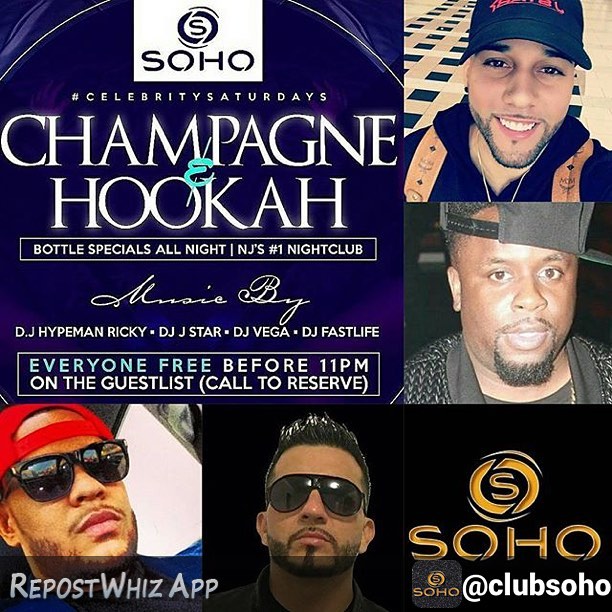 S
SOHO
#CELEBRITYSATURDAYS
CHAMPAGNE
&
HOOKAH
BOTTLE SPECIALS ALL NIGHT | NJ'S #1 NIGHTCLUB
Music By
D.J HYPEMAN RICKY ▪ DJ J STAR ▪ DJ VEGA ▪ DJ FASTLIFE
EVERYONE FREE BEFORE 11PM
ON THE GUESTLIST (CALL TO RESERVE)
MCM
S
SOHO
REPOSTWHIZ APP
S
SOHO
@clubsoho